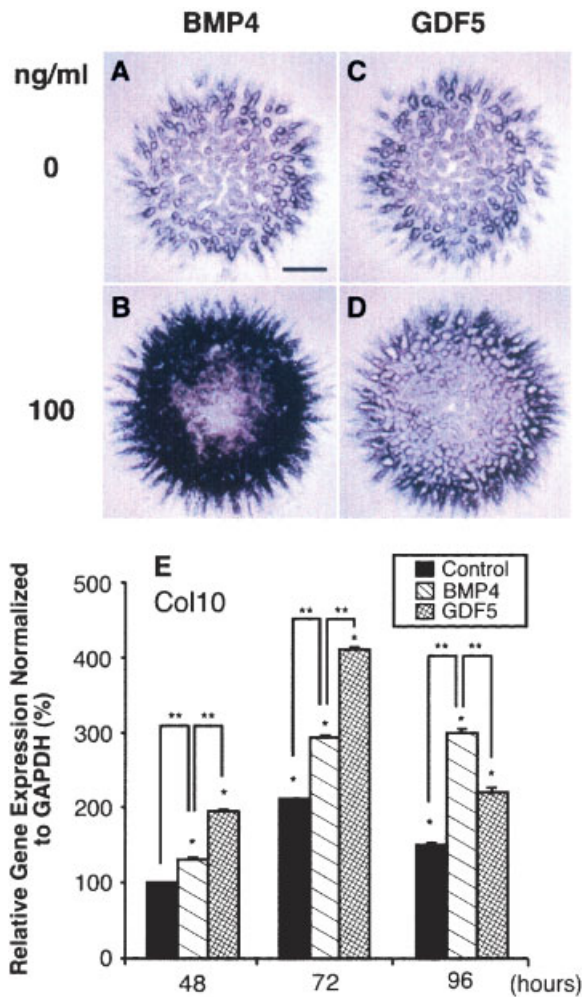 BMP4 GDF5
ng/ml A C
0
B D
100
E
Col10
Control
BMP4
GDF5
Relative Gene Expression Normalized
to GAPDH (%)
500
400
300
200
100
0
** **
** **
** **
* *
* * *
* * *
48 72 96 (hours)